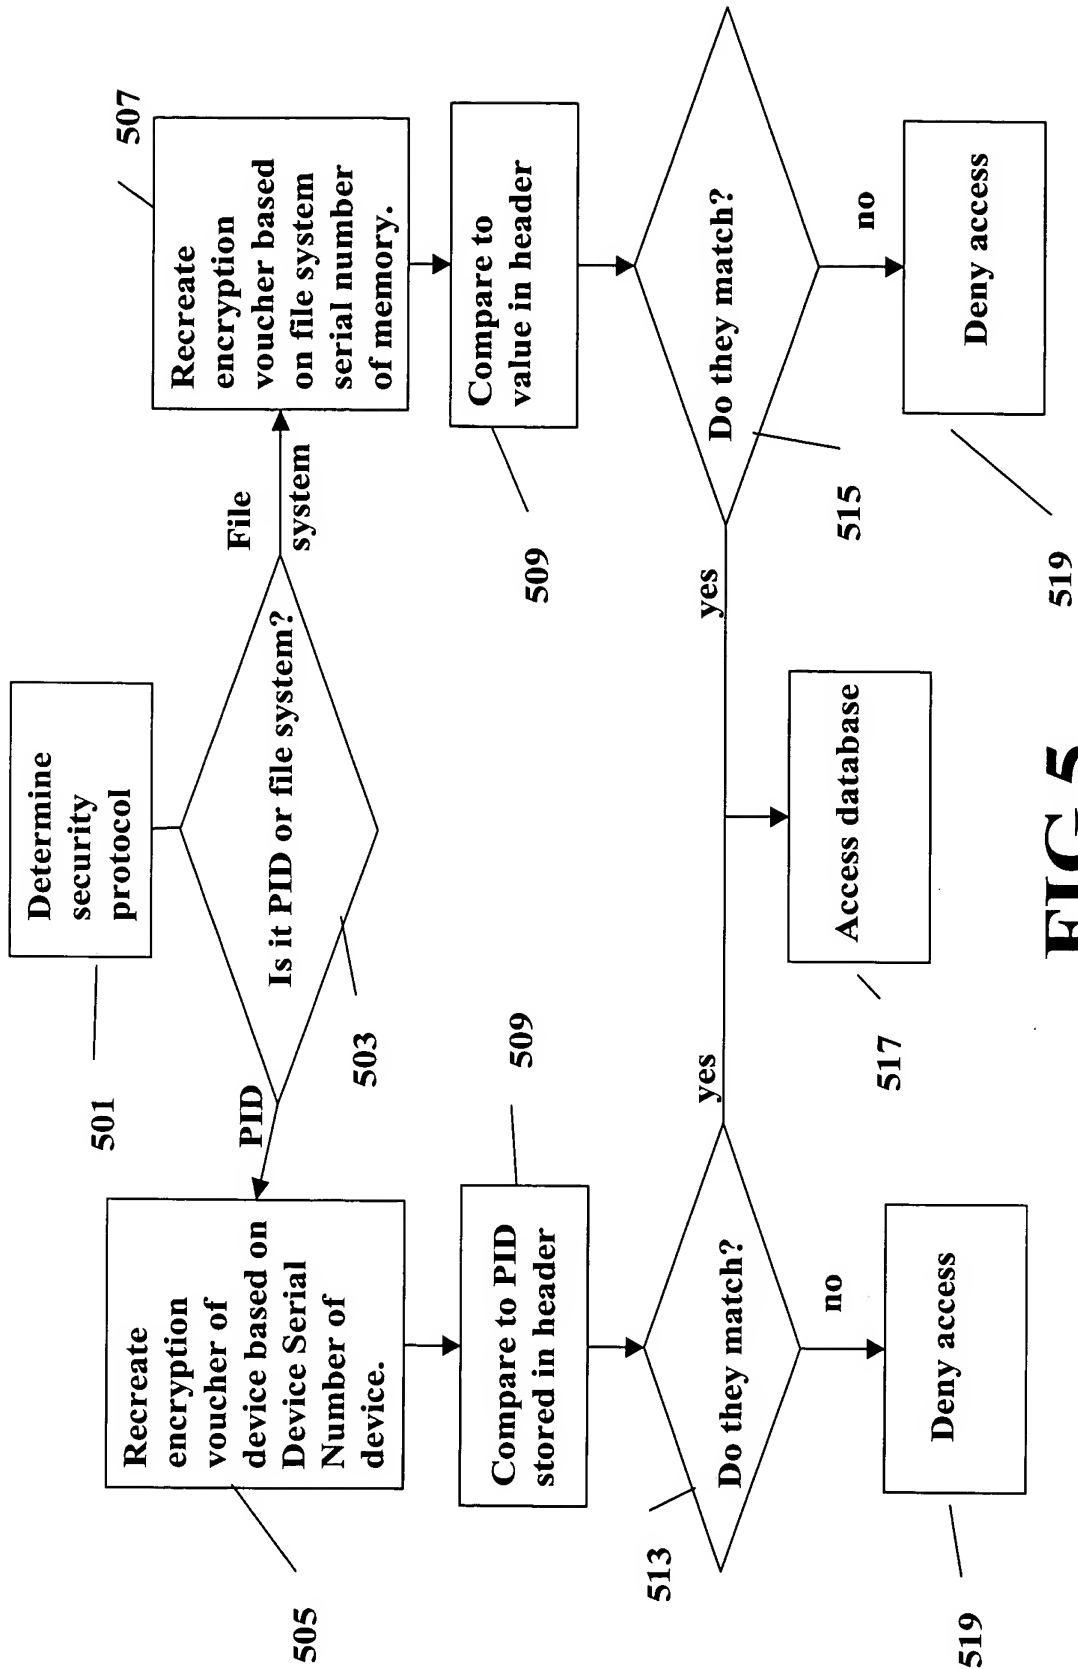 501
Determine
security
protocol
503
Is it PID or file system?
PID
File
system
505
Recreate
encryption
voucher of
device based on
Device Serial
Number of
device.
507
Recreate
encryption
voucher based
on file system
serial number
of memory.
509
Compare to PID
stored in header
509
Compare to
value in header
513
Do they match?
yes
no
515
Do they match?
yes
no
517
Access database
519
Deny access
519
Deny access
FIG 5